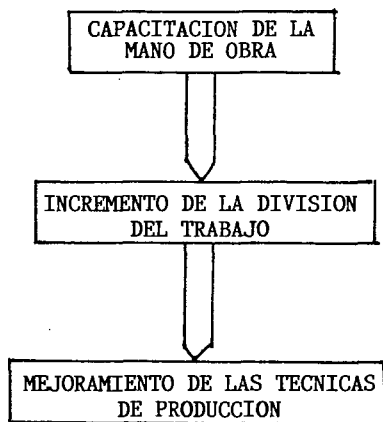 CAPACITACION DE LA
MANO DE OBRA
INCREMENTO DE LA DIVISION
DEL TRABAJO
MEJORAMIENTO DE LAS TECNICAS
DE PRODUCCION